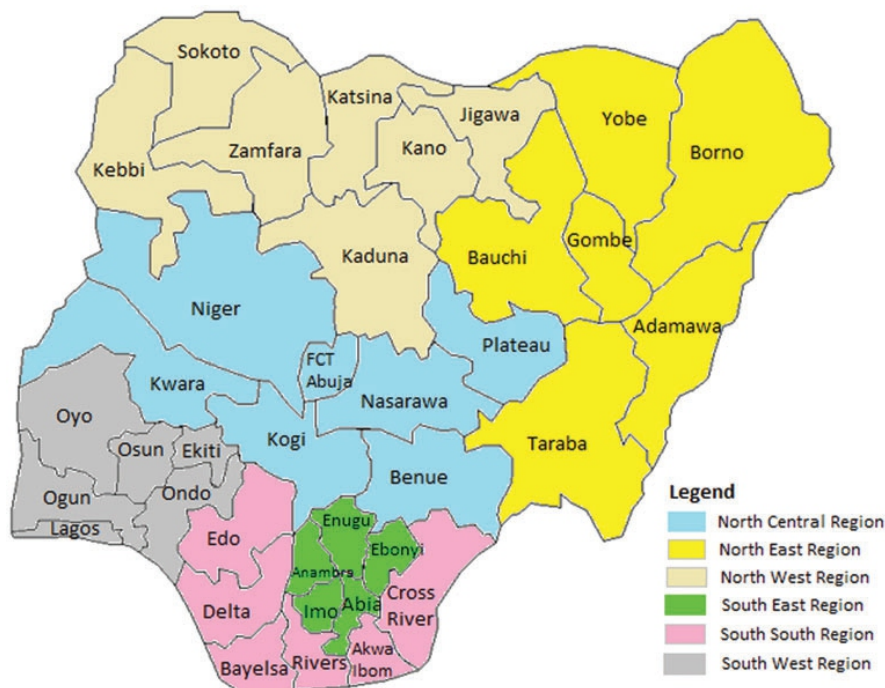 Sokoto
Katsina
Jigawa
Yobe
Borno
Kano
Zamfara
Kebbi
Gombe
Kaduna
Bauchi
Niger
Adamawa
Plateau
FCT
Abuja
Kwara
Nasarawa
Oyo
Kogi
Taraba
Osun
Ekiti
Benue
Ogun
Ondo
Lagos
Legend
North Central Region
North East Region
North West Region
South East Region
South South Region
South West Region
Enugu
Edo
Ebonyi
Anambra
Cross
River
Delta
Imo
Abia
Akwa
Ibom
Bayelsa
Rivers